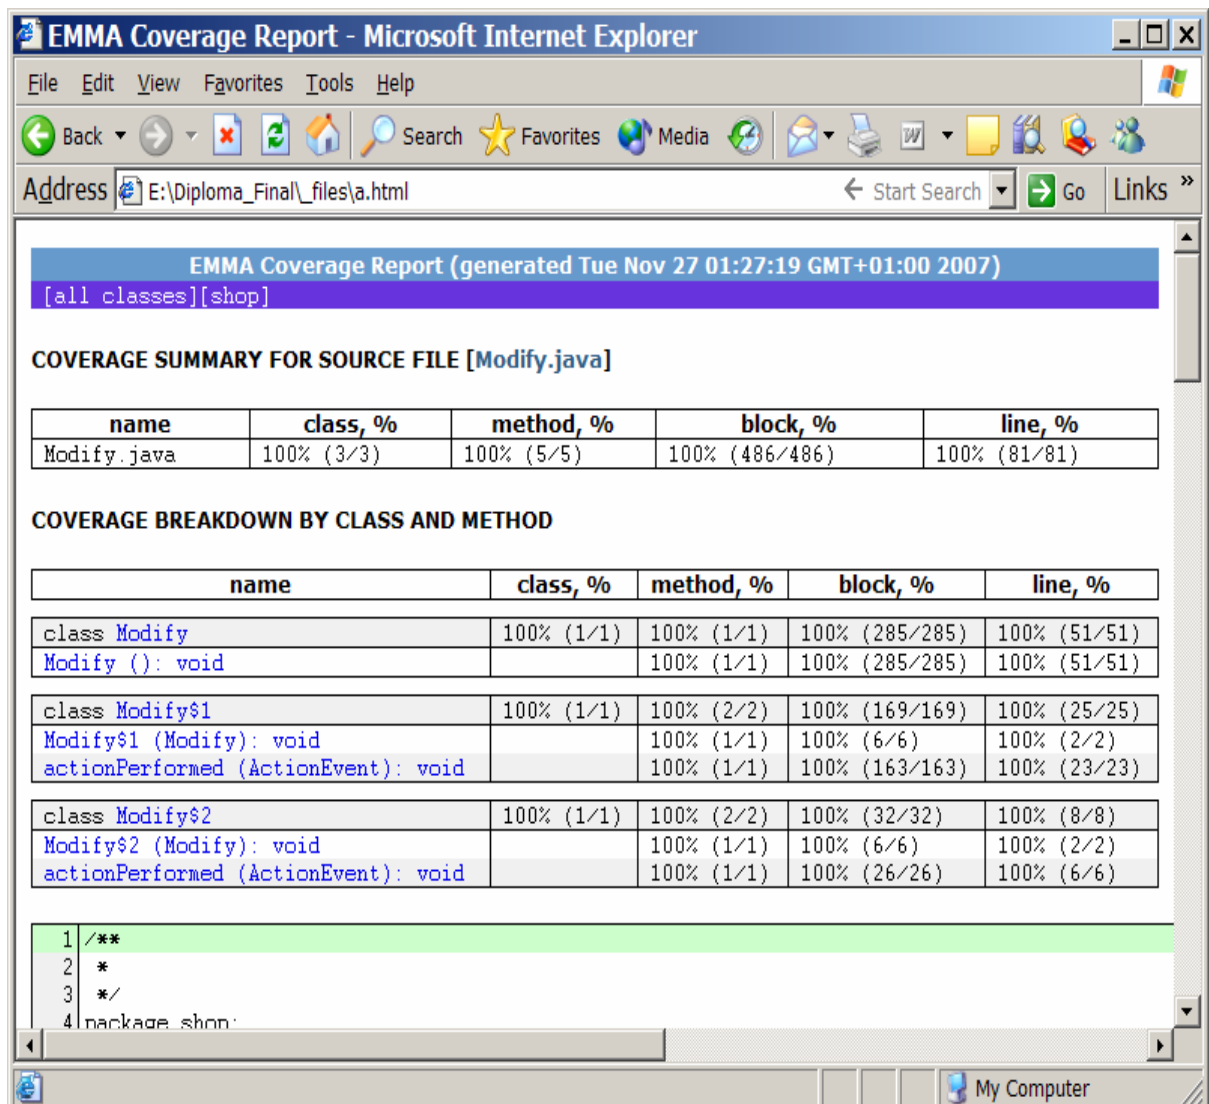 EMMA Coverage Report - Microsoft Internet Explorer
File Edit View Favorites Tools Help
Back Search Favorites Media
Address E:\Diploma_Final\_files\a.html Start Search Go Links »
EMMA Coverage Report (generated Tue Nov 27 01:27:19 GMT+01:00 2007)
[all classes][shop]
COVERAGE SUMMARY FOR SOURCE FILE [Modify.java]
name class, % method, % block, % line, %
Modify.java 100% (3/3) 100% (5/5) 100% (486/486) 100% (81/81)
COVERAGE BREAKDOWN BY CLASS AND METHOD
name class, % method, % block, % line, %
class Modify 100% (1/1) 100% (1/1) 100% (285/285) 100% (51/51)
Modify (): void 100% (1/1) 100% (285/285) 100% (51/51)
class Modify$1 100% (1/1) 100% (2/2) 100% (169/169) 100% (25/25)
Modify$1 (Modify): void 100% (1/1) 100% (6/6) 100% (2/2)
actionPerformed (ActionEvent): void 100% (1/1) 100% (163/163) 100% (23/23)
class Modify$2 100% (1/1) 100% (2/2) 100% (32/32) 100% (8/8)
Modify$2 (Modify): void 100% (1/1) 100% (6/6) 100% (2/2)
actionPerformed (ActionEvent): void 100% (1/1) 100% (26/26) 100% (6/6)
1 /**
2 *
3 */
4 package shop;
My Computer